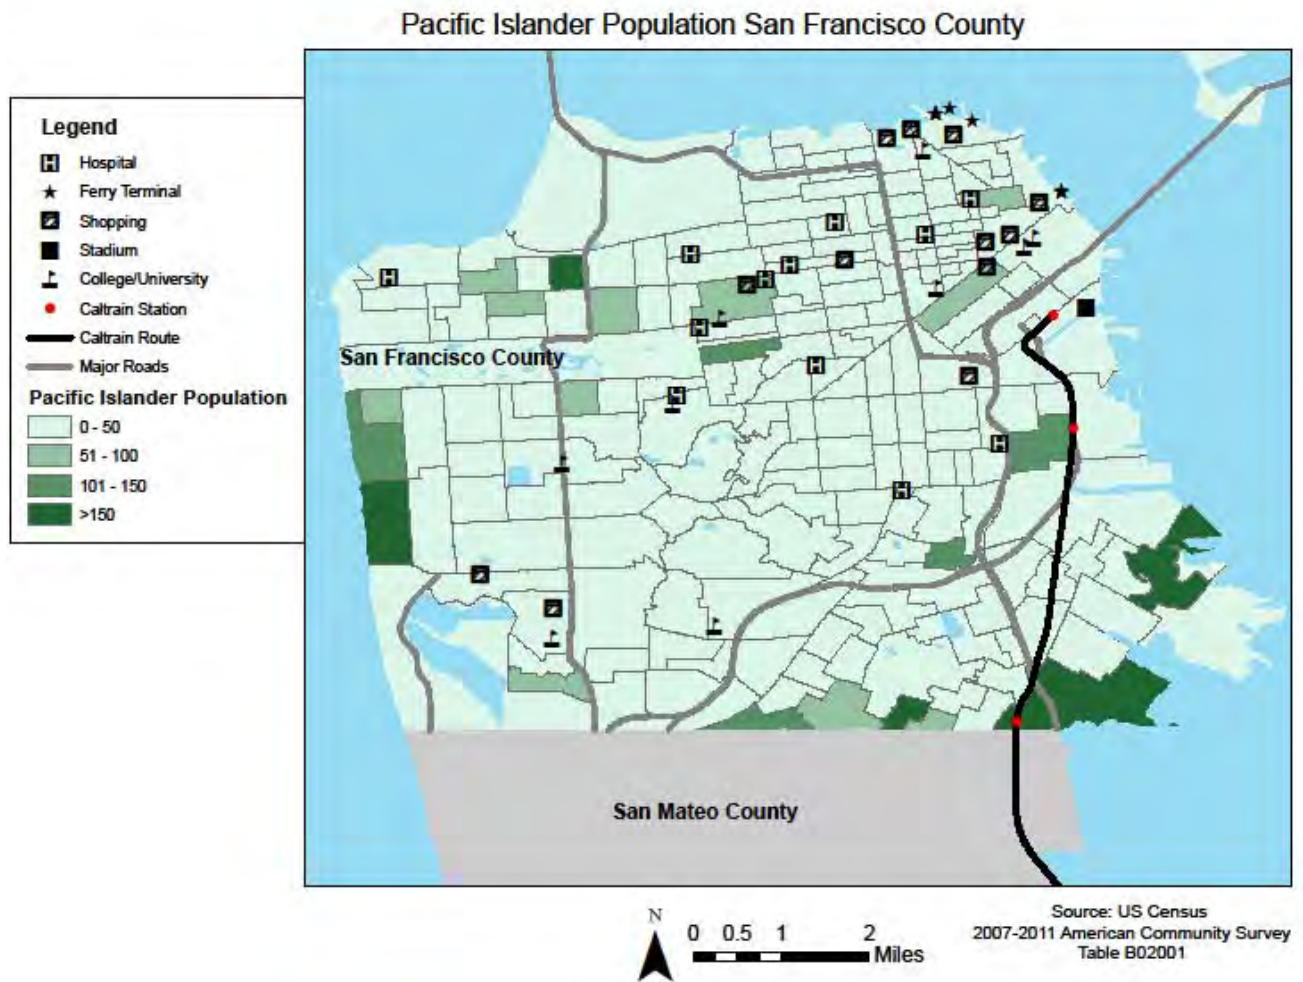 Pacific Islander Population San Francisco County
Legend
Hospital
Ferry Terminal
Shopping
Stadium
College/University
Caltrain Station
Caltrain Route
Major Roads
Pacific Islander Population
0 - 50
51 - 100
101 - 150
>150
San Francisco County
San Mateo County
N
0 0.5 1 2
Miles
Source: US Census
2007-2011 American Community Survey
Table B02001